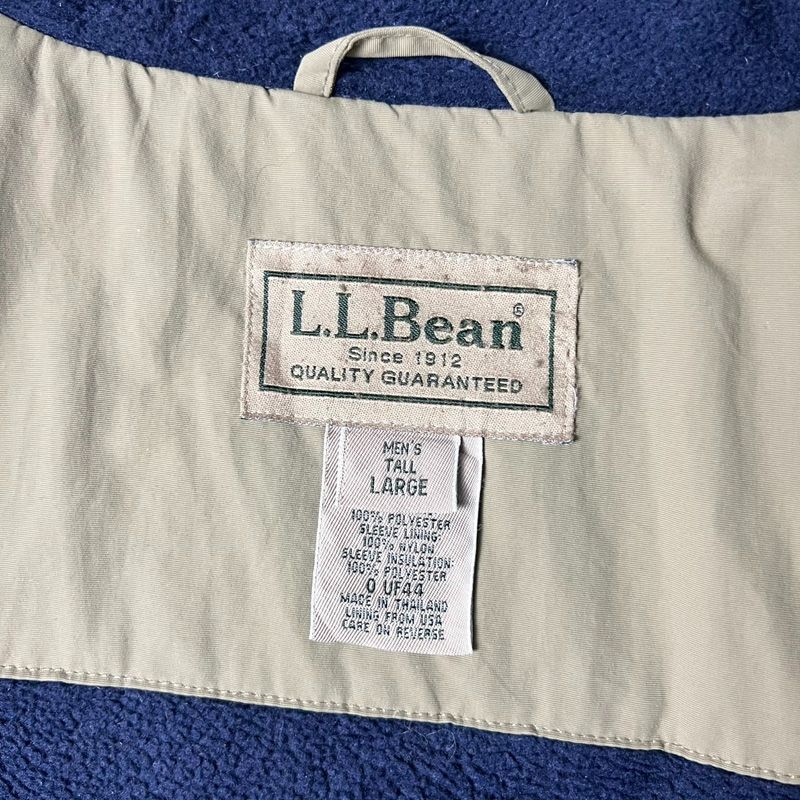 L.L.Bean®
Since 1912
QUALITY GUARANTEED
MEN'S
TALL
LARGE
100% POLYESTER
SLEEVE LINING:
100% NYLON
SLEEVE INSULATION:
100% POLYESTER
0 UF44
MADE IN THAILAND
LINING FROM USA
CARE ON REVERSE